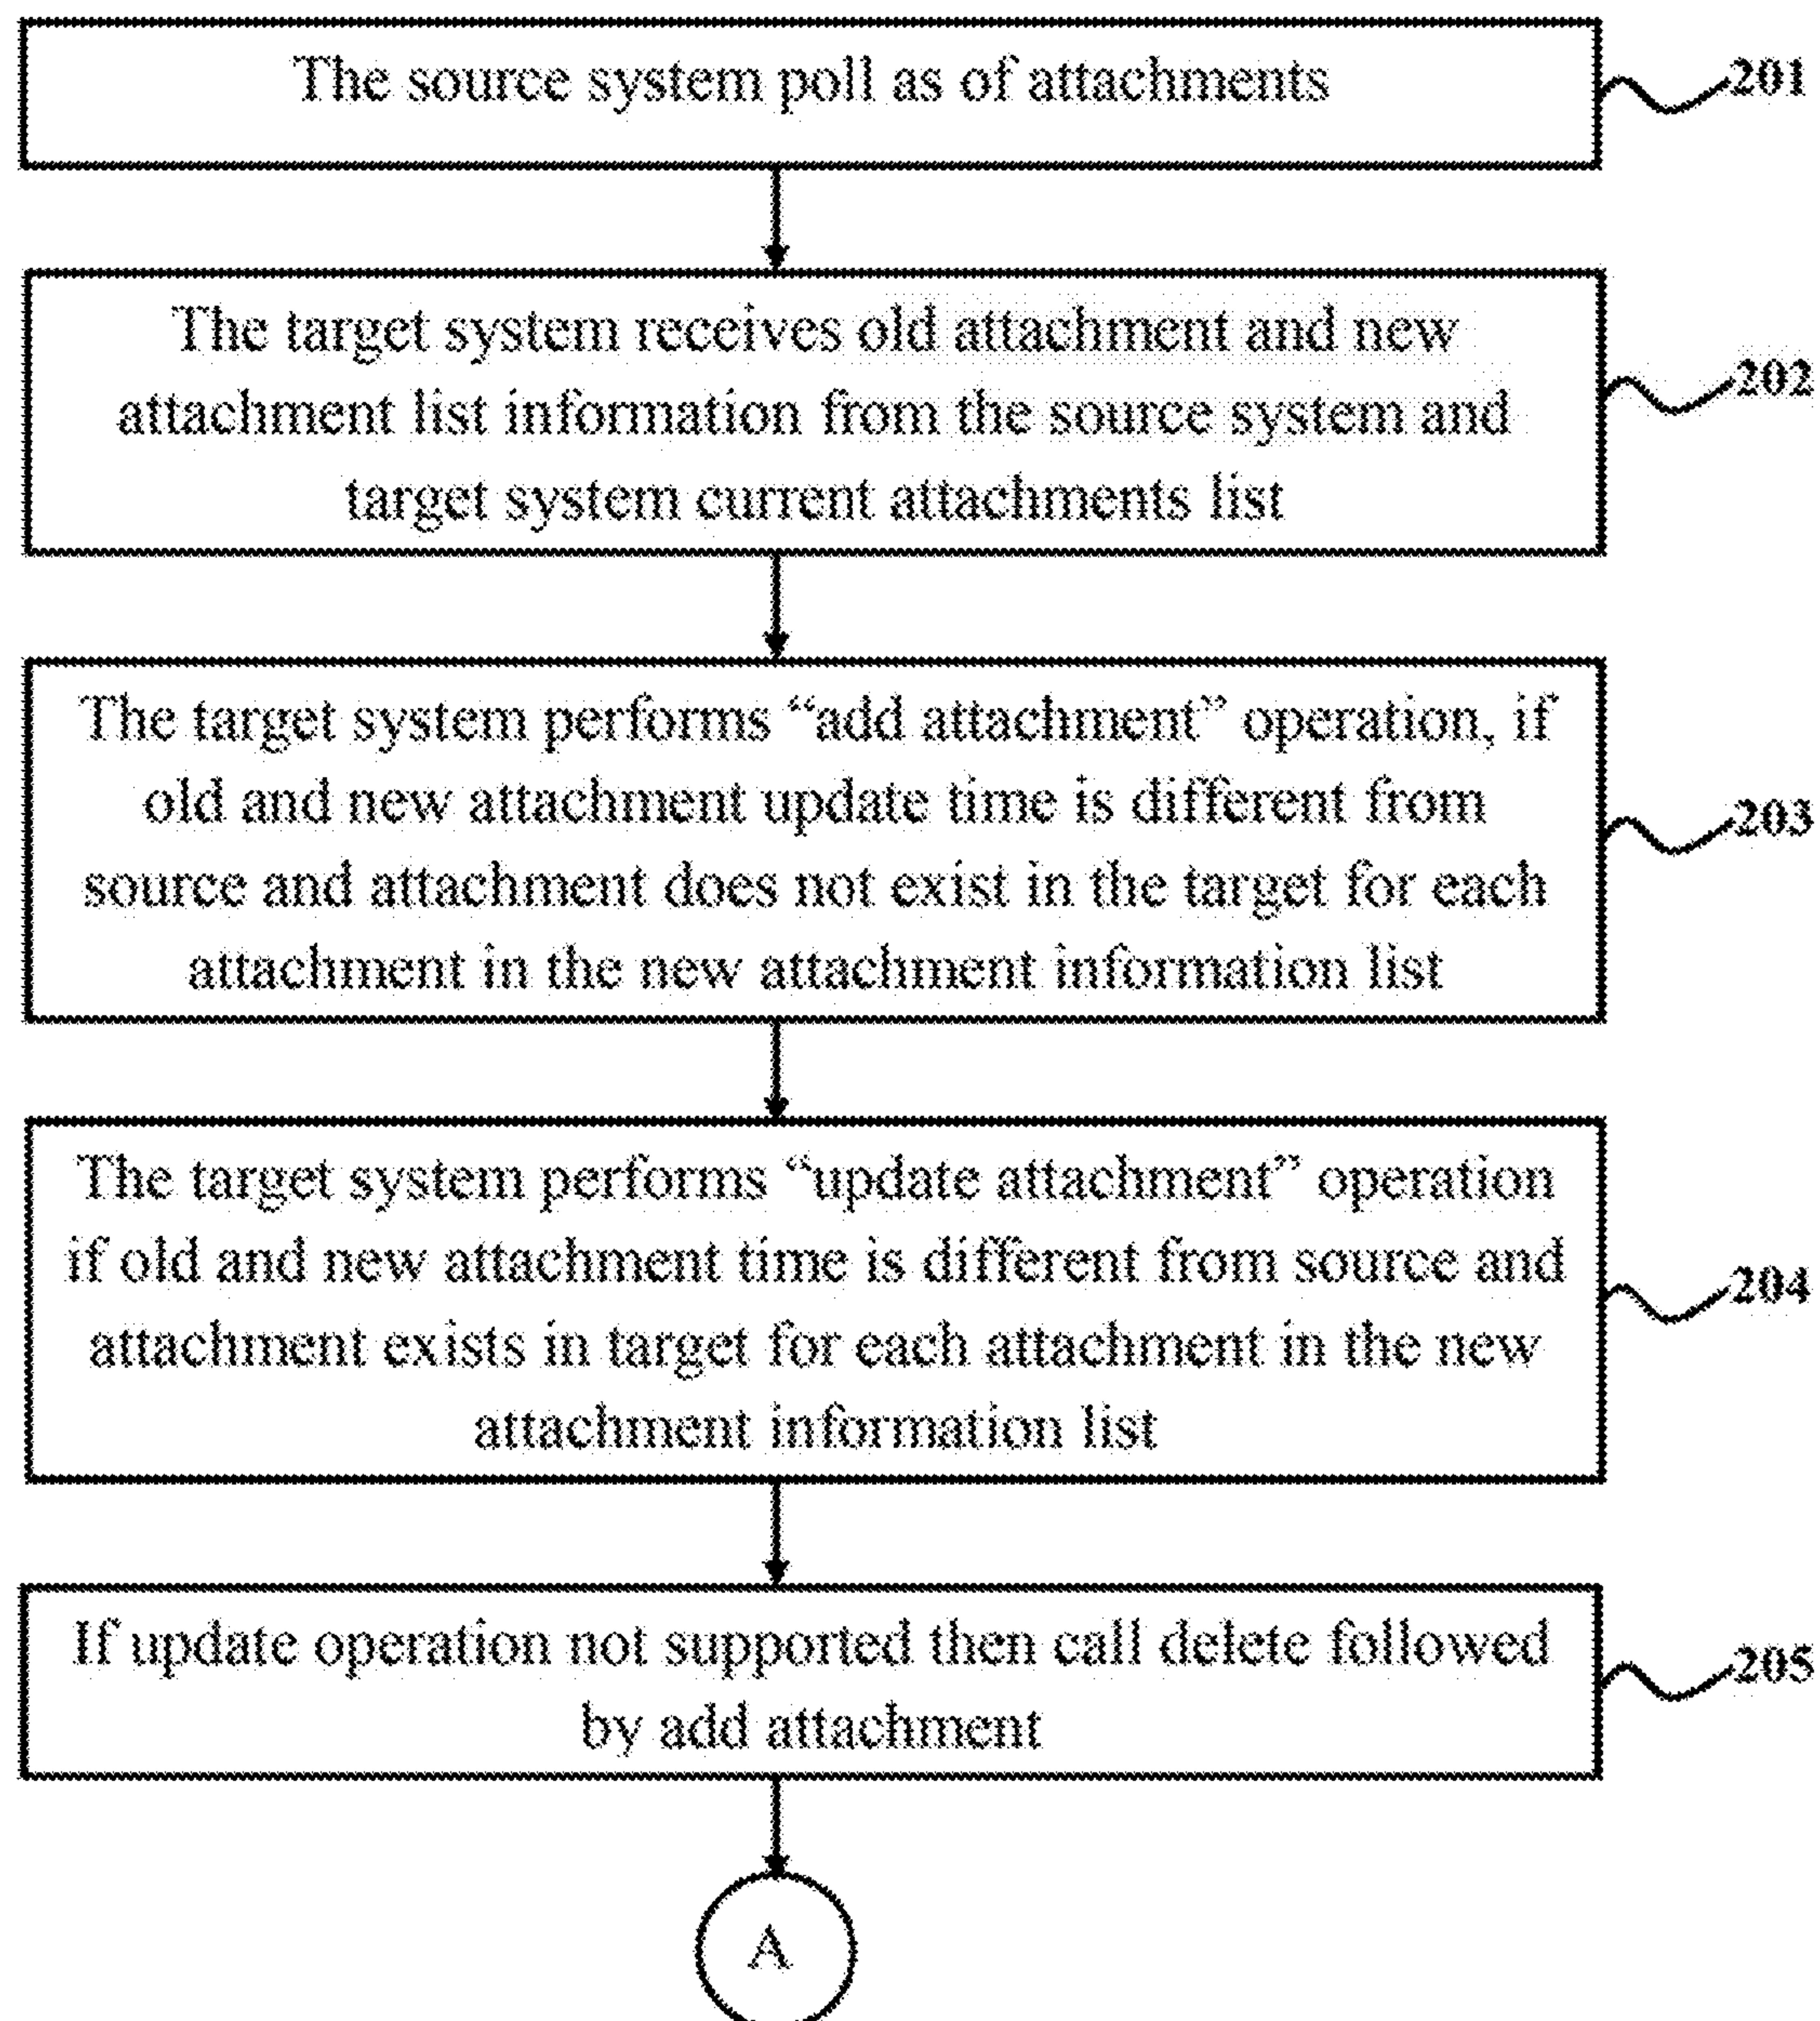 The source system poll as of attachments
201
The target system receives old attachment and new
attachment list information from the source system and
target system current attachments list
202
The target system performs “add attachment” operation, if
old and new attachment update time is different from
source and attachment does not exist in the target for each
attachment in the new attachment information list
203
The target system performs “update attachment” operation
if old and new attachment time is different from source and
attachment exists in target for each attachment in the new
attachment information list
204
If update operation not supported then call delete followed
by add attachment
205
A